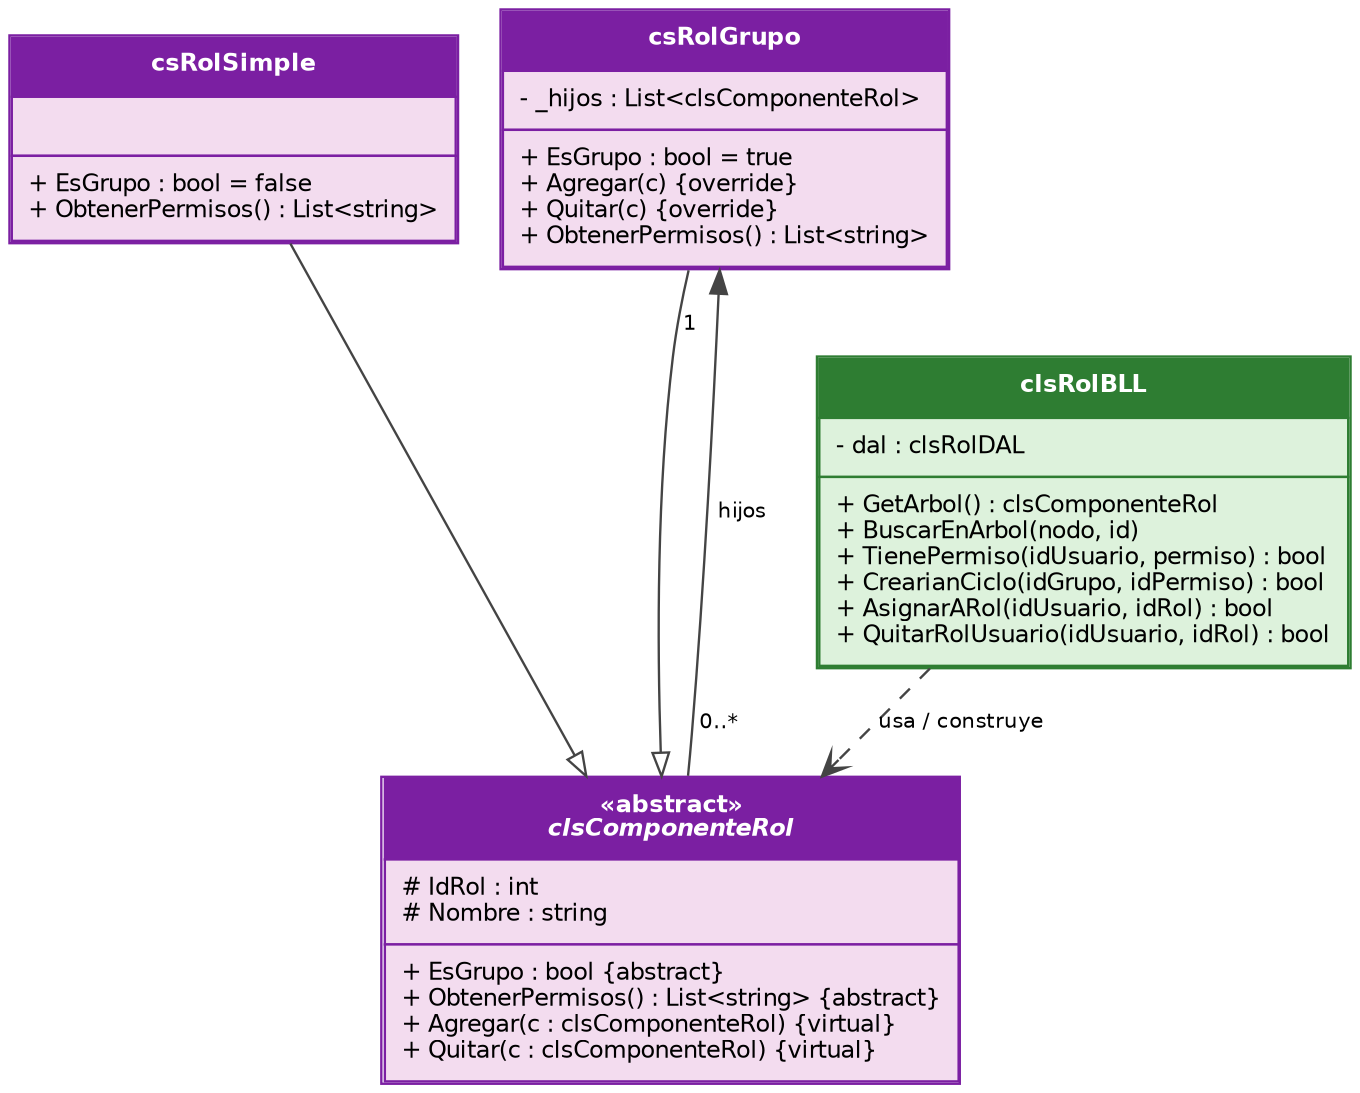 csRolSimple
+ EsGrupo : bool = false
+ ObtenerPermisos() : List<string>
csRolGrupo
- _hijos : List<clsComponenteRol>
+ EsGrupo : bool = true
+ Agregar(c) {override}
+ Quitar(c) {override}
+ ObtenerPermisos() : List<string>
1
hijos
0..*
clsRolBLL
- dal : clsRolDAL
+ GetArbol() : clsComponenteRol
+ BuscarEnArbol(nodo, id)
+ TienePermiso(idUsuario, permiso) : bool
+ CrearianCiclo(idGrupo, idPermiso) : bool
+ AsignarARol(idUsuario, idRol) : bool
+ QuitarRolUsuario(idUsuario, idRol) : bool
usa / construye
«abstract»
clsComponenteRol
# IdRol : int
# Nombre : string
+ EsGrupo : bool {abstract}
+ ObtenerPermisos() : List<string> {abstract}
+ Agregar(c : clsComponenteRol) {virtual}
+ Quitar(c : clsComponenteRol) {virtual}